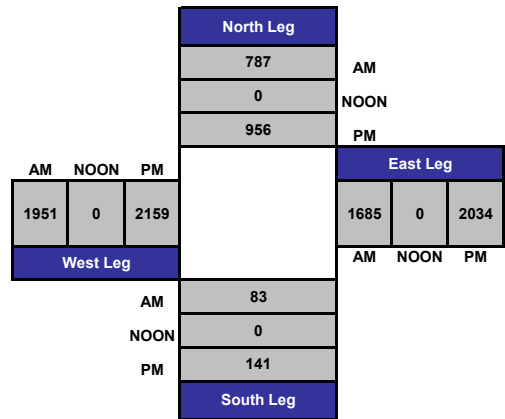 North Leg
787 AM
0 NOON
956 PM
East Leg
AM NOON PM
1951 0 2159
1685 0 2034
West Leg
AM NOON PM
AM 83
NOON 0
PM 141
South Leg